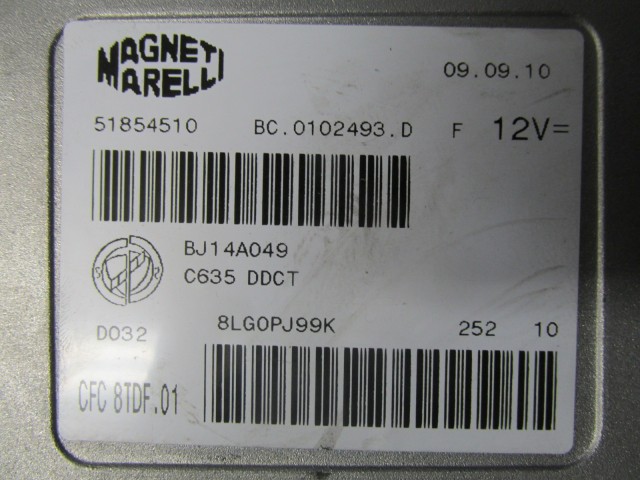 MAGNETI MARELLI
09.09.10
51854510 BC.0102493.D F 12V=
BJ14A049
C635 DDCT
D032 8LG0PJ99K 252 10
CFC 8TDF.01